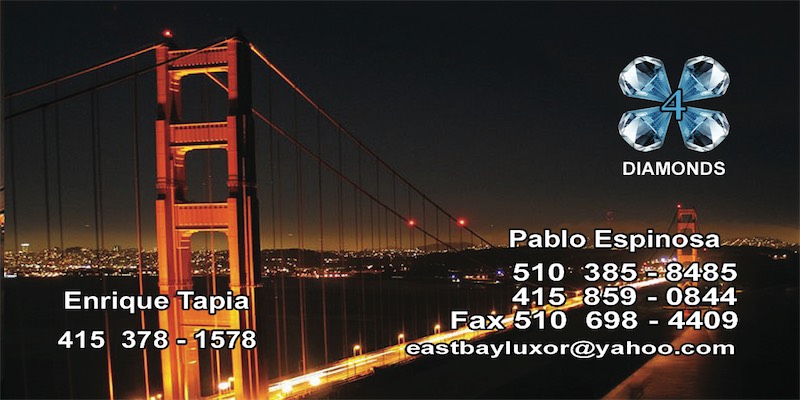 4
DIAMONDS
Pablo Espinosa
510 385 - 8485
415 859 - 0844
Fax 510 698 - 4409
eastbayluxor@yahoo.com
Enrique Tapia
415 378 - 1578